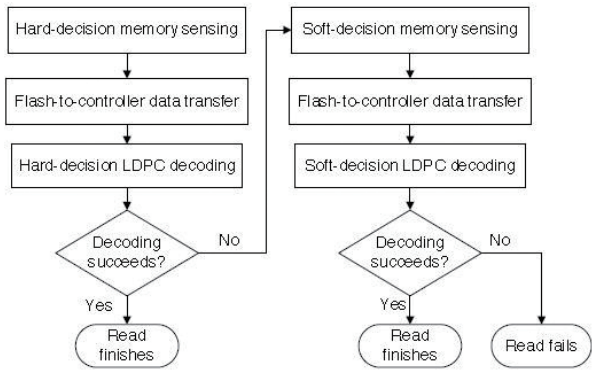 Hard-decision memory sensing
Flash-to-controller data transfer
Hard-decision LDPC decoding
Decoding
succeeds?
No
Yes
Read
finishes
Soft-decision memory sensing
Flash-to-controller data transfer
Soft-decision LDPC decoding
Decoding
succeeds?
No
Yes
Read
finishes
Read fails